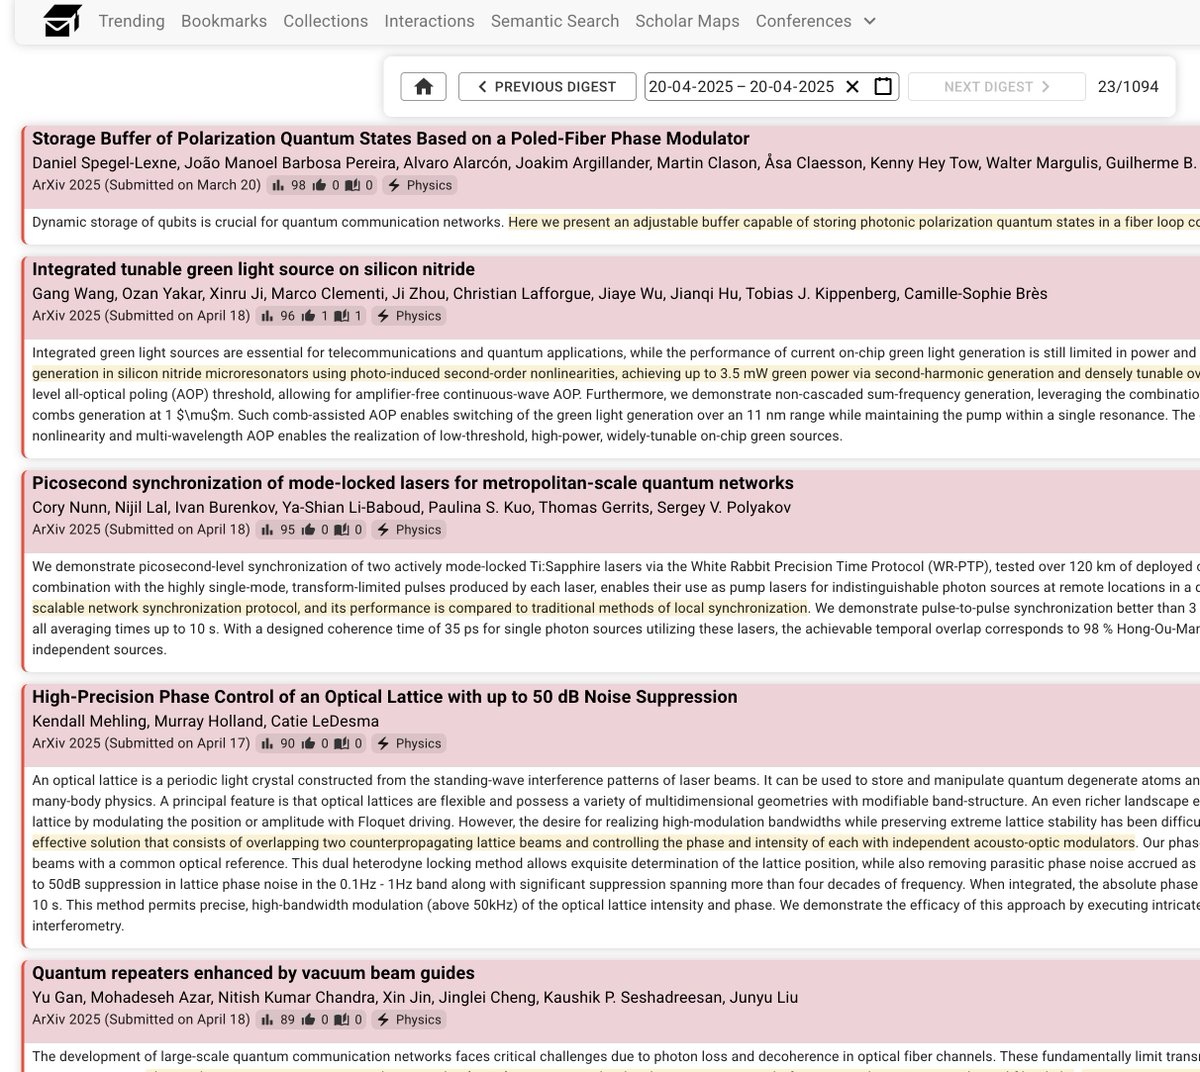 Trending Bookmarks Collections Interactions Semantic Search Scholar Maps Conferences
PREVIOUS DIGEST 20-04-2025 – 20-04-2025 NEXT DIGEST 23/1094
Storage Buffer of Polarization Quantum States Based on a Poled-Fiber Phase Modulator
Daniel Spegel-Lexne, João Manoel Barbosa Pereira, Alvaro Alarcón, Joakim Argillander, Martin Clason, Åsa Claesson, Kenny Hey Tow, Walter Margulis, Guilherme B.
ArXiv 2025 (Submitted on March 20) 98 0 0 Physics
Dynamic storage of qubits is crucial for quantum communication networks. Here we present an adjustable buffer capable of storing photonic polarization quantum states in a fiber loop
Integrated tunable green light source on silicon nitride
Gang Wang, Ozan Yakar, Xinru Ji, Marco Clementi, Ji Zhou, Christian Lafforgue, Jiaye Wu, Jianqi Hu, Tobias J. Kippenberg, Camille-Sophie Brès
ArXiv 2025 (Submitted on April 18) 96 1 1 Physics
Integrated green light sources are essential for telecommunications and quantum applications, while the performance of current on-chip green light generation is still limited in power and
generation in silicon nitride microresonators using photo-induced second-order nonlinearities, achieving up to 3.5 mW green power via second-harmonic generation and densely tunable
level all-optical poling (AOP) threshold, allowing for amplifier-free continuous-wave AOP. Furthermore, we demonstrate non-cascaded sum-frequency generation, leveraging the
combs generation at 1 $\mu$m. Such comb-assisted AOP enables switching of the green light generation over an 11 nm range while maintaining the pump within a single resonance. The
nonlinearity and multi-wavelength AOP enables the realization of low-threshold, high-power, widely-tunable on-chip green sources.
Picosecond synchronization of mode-locked lasers for metropolitan-scale quantum networks
Cory Nunn, Nijil Lal, Ivan Burenkov, Ya-Shian Li-Baboud, Paulina S. Kuo, Thomas Gerrits, Sergey V. Polyakov
ArXiv 2025 (Submitted on April 18) 95 0 0 Physics
We demonstrate picosecond-level synchronization of two actively mode-locked Ti:Sapphire lasers via the White Rabbit Precision Time Protocol (WR-PTP), tested over 120 km of deployed
combination with the highly single-mode, transform-limited pulses produced by each laser, enables their use as pump lasers for indistinguishable photon sources at remote locations in a
scalable network synchronization protocol, and its performance is compared to traditional methods of local synchronization. We demonstrate pulse-to-pulse synchronization better than 3
all averaging times up to 10 s. With a designed coherence time of 35 ps for single photon sources utilizing these lasers, the achievable temporal overlap corresponds to 98 %
independent sources.
High-Precision Phase Control of an Optical Lattice with up to 50 dB Noise Suppression
Kendall Mehling, Murray Holland, Catie LeDesma
ArXiv 2025 (Submitted on April 17) 90 0 0 Physics
An optical lattice is a periodic light crystal constructed from the standing-wave interference patterns of laser beams. It can be used to store and manipulate quantum degenerate atoms
many-body physics. A principal feature is that optical lattices are flexible and possess a variety of multidimensional geometries with modifiable band-structure. An even richer landscape
lattice by modulating the position or amplitude with Floquet driving. However, the desire for realizing high-modulation bandwidths while preserving extreme lattice stability has been
effective solution that consists of overlapping two counterpropagating lattice beams and controlling the phase and intensity of each with independent acousto-optic modulators. Our
beams with a common optical reference. This dual heterodyne locking method allows exquisite determination of the lattice position, while also removing parasitic phase noise accrued as
to 50dB suppression in lattice phase noise in the 0.1Hz - 1Hz band along with significant suppression spanning more than four decades of frequency. When integrated, the absolute phase
10 s. This method permits precise, high-bandwidth modulation (above 50kHz) of the optical lattice intensity and phase. We demonstrate the efficacy of this approach by executing
interferometry.
Quantum repeaters enhanced by vacuum beam guides
Yu Gan, Mohadeseh Azar, Nitish Kumar Chandra, Xin Jin, Jinglei Cheng, Kaushik P. Seshadreesan, Junyu Liu
ArXiv 2025 (Submitted on April 18) 89 0 0 Physics
The development of large-scale quantum communication networks faces critical challenges due to photon loss and decoherence in optical fiber channels. These fundamentally limit